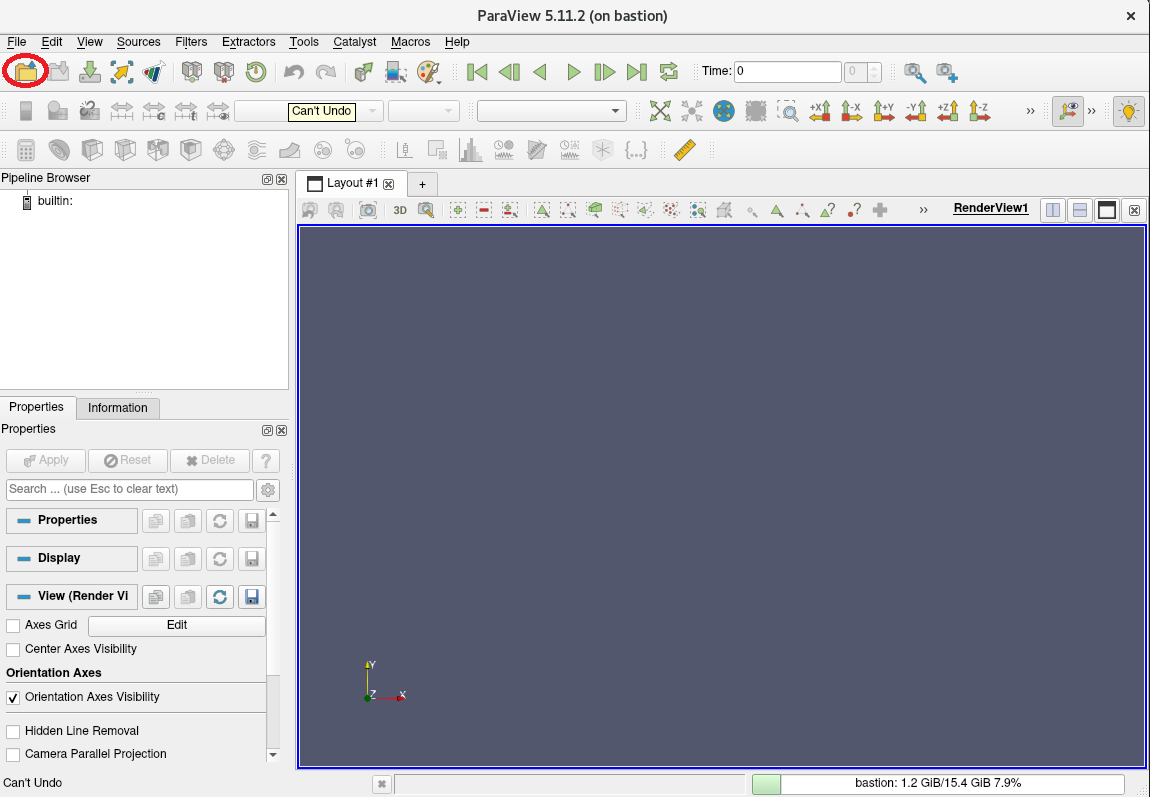 ParaView 5.11.2 (on bastion)
File Edit View Sources Filters Extractors Tools Catalyst Macros Help
Time: 0 0
Can't Undo
+X -X +Y -Y +Z -Z
Pipeline Browser
builtin:
Layout #1 +
3D
RenderView1
Properties Information
Properties
Apply Reset Delete ?
Search ... (use Esc to clear text)
Properties
Display
View (Render Vi
Axes Grid Edit
Center Axes Visibility
Orientation Axes
Orientation Axes Visibility
Hidden Line Removal
Camera Parallel Projection
Y
Z X
Can't Undo
bastion: 1.2 GiB/15.4 GiB 7.9%